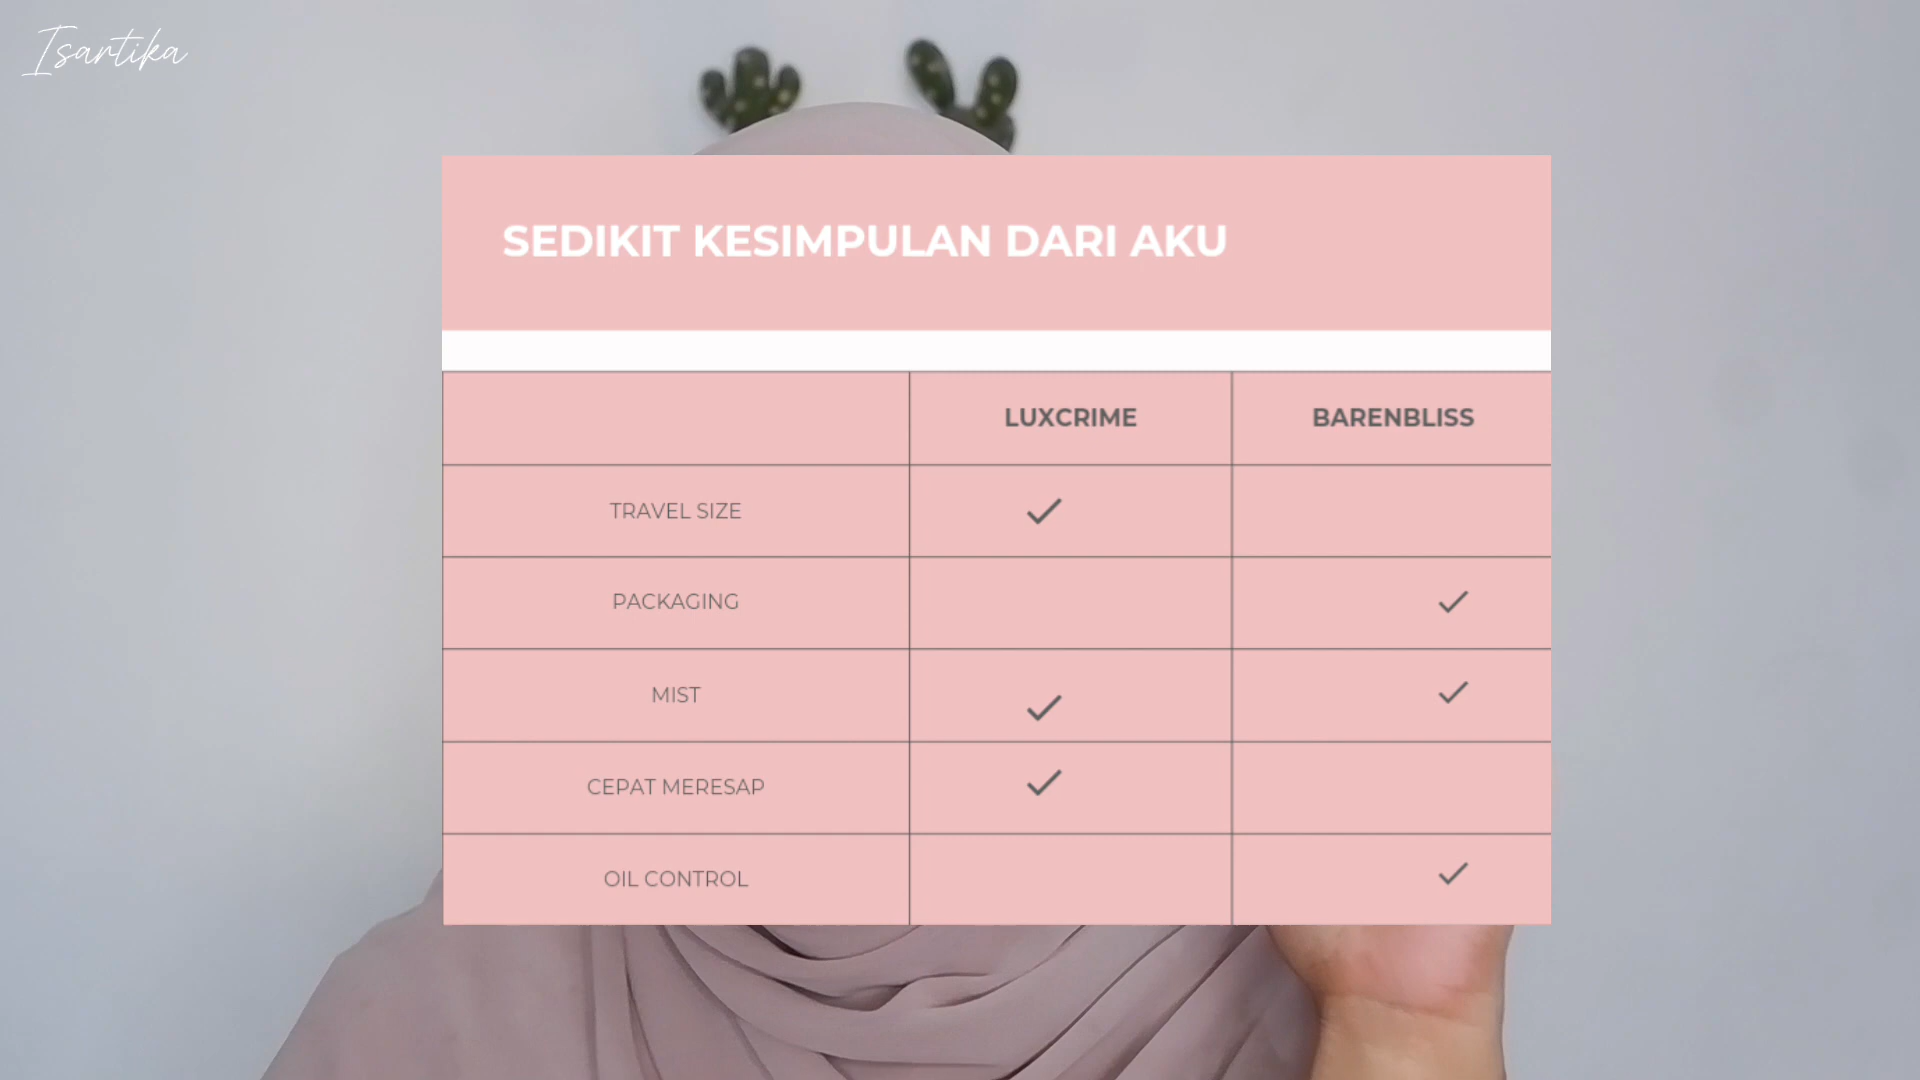 Isartika
SEDIKIT KESIMPULAN DARI AKU
LUXCRIME BARENBLISS
TRAVEL SIZE ✓
PACKAGING ✓
MIST ✓ ✓
CEPAT MERESAP ✓
OIL CONTROL ✓